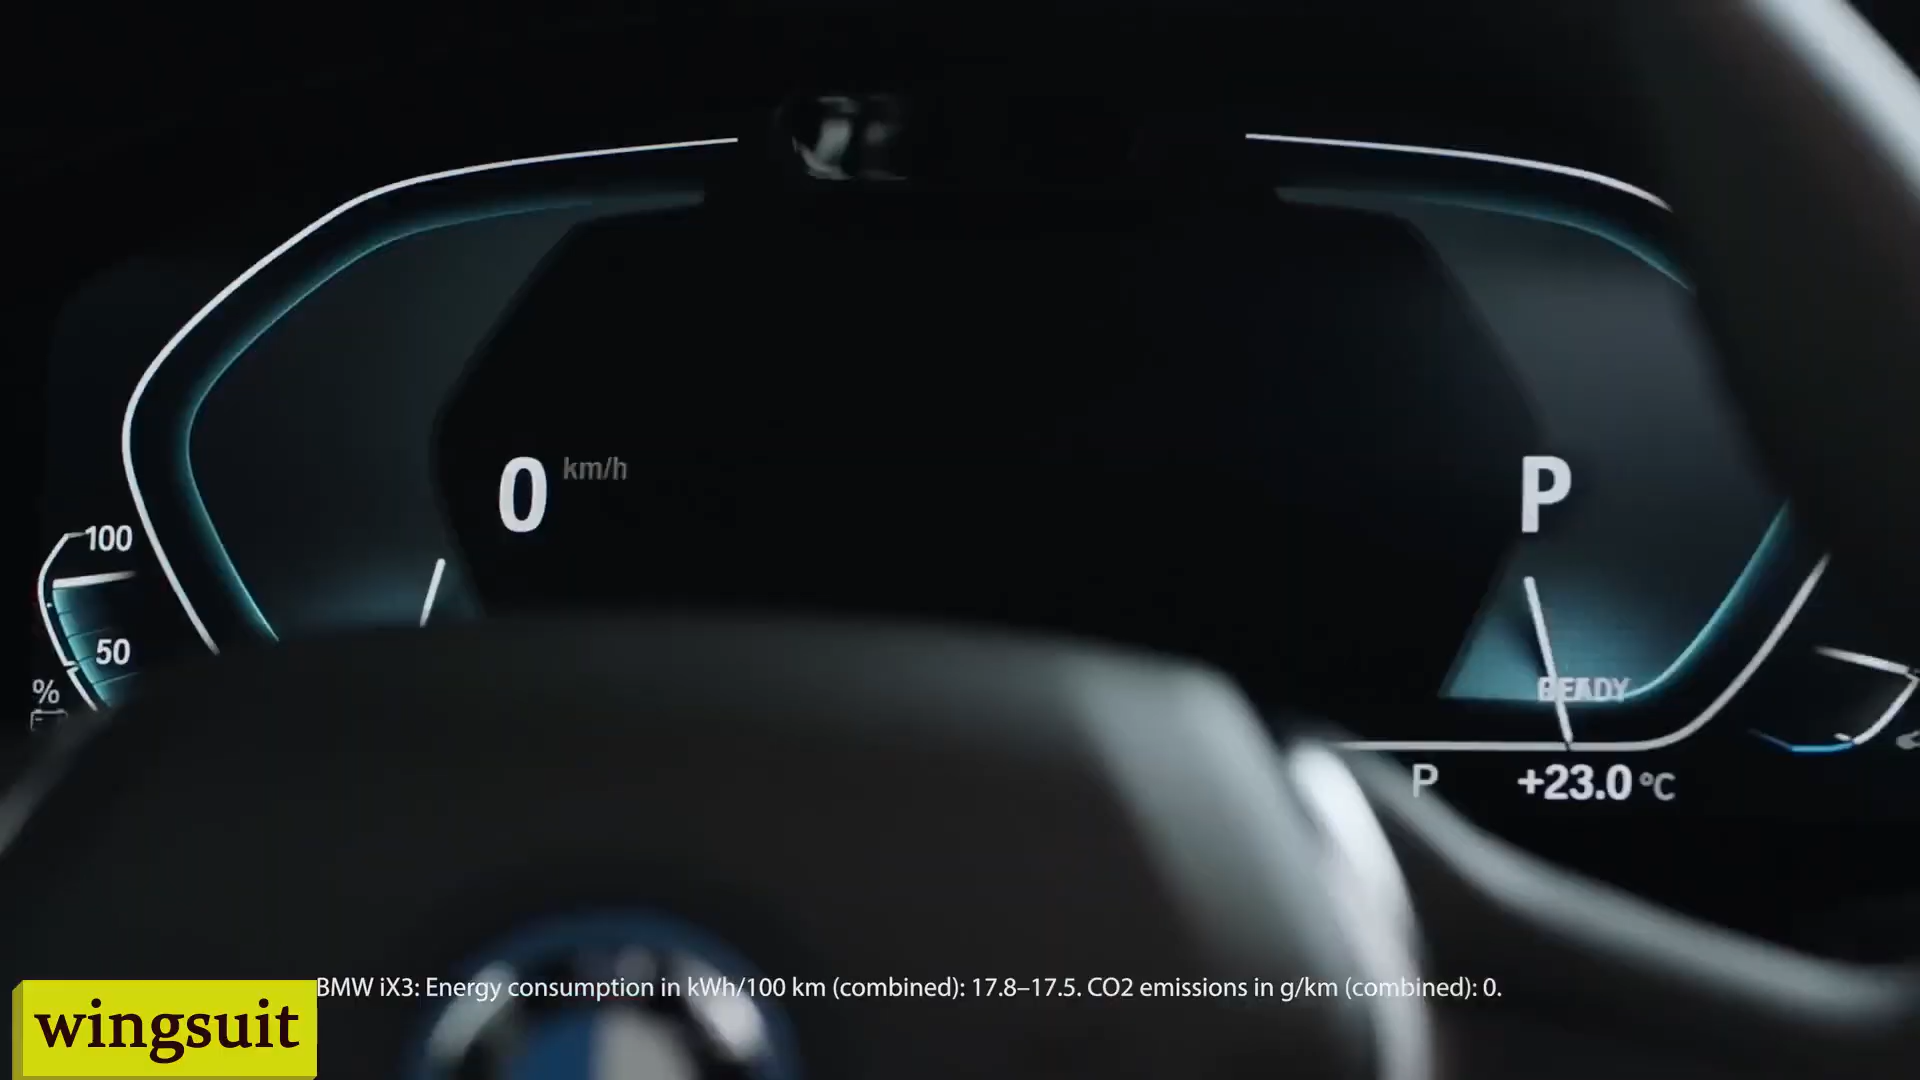 0 km/h
P
100
50
%
READY
P +23.0 °C
BMW iX3: Energy consumption in kWh/100 km (combined): 17.8–17.5. CO2 emissions in g/km (combined): 0.
wingsuit